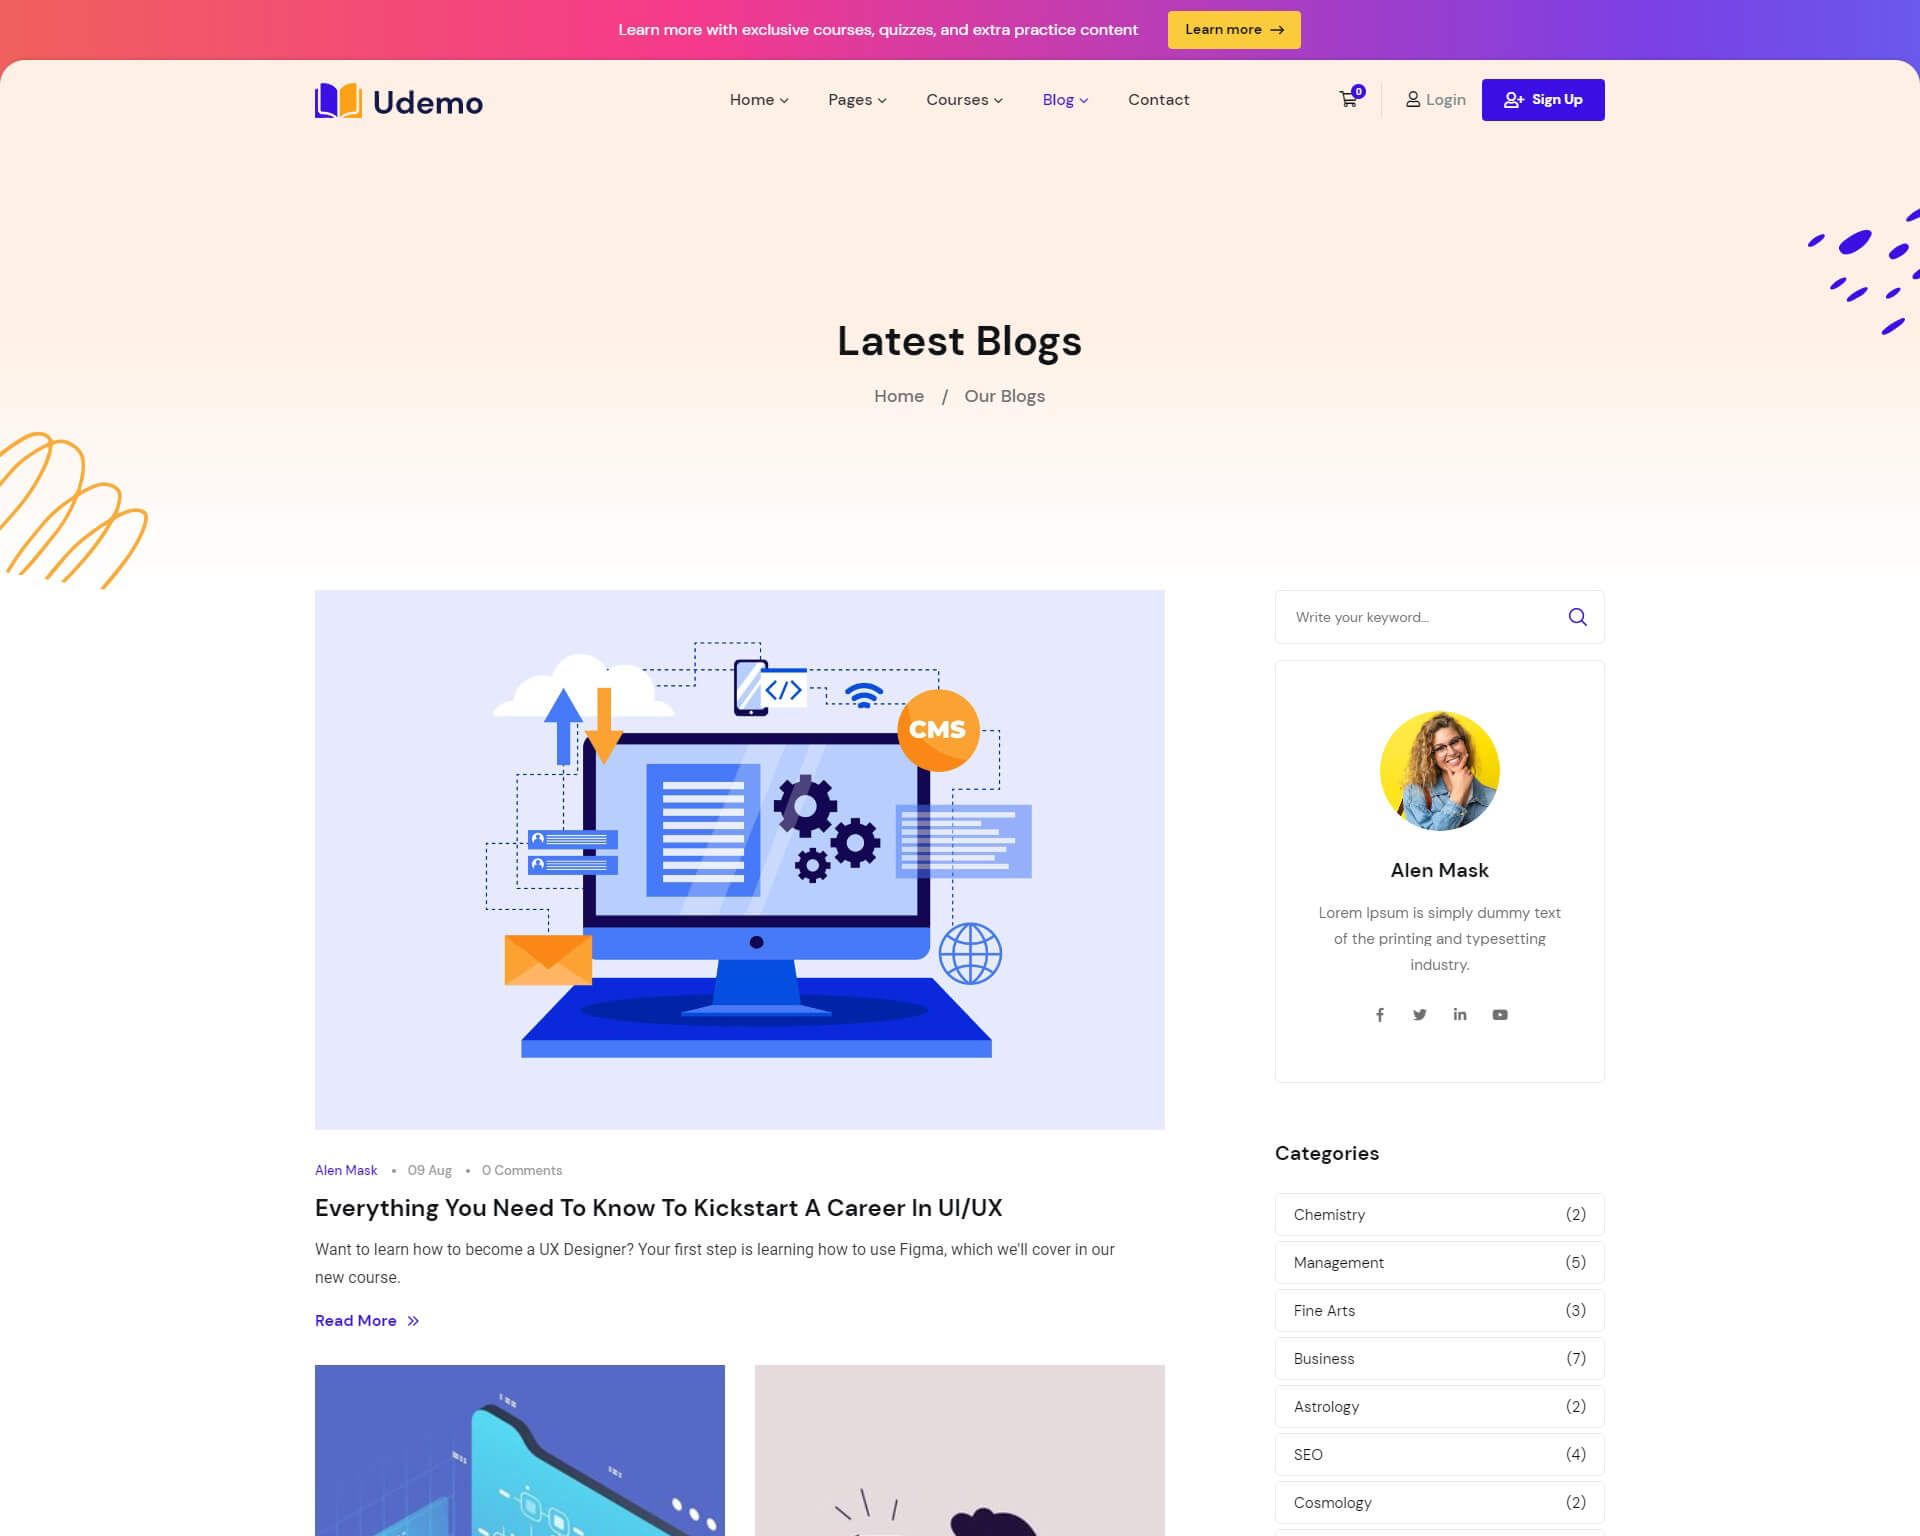 Learn more with exclusive courses, quizzes, and extra practice content
Learn more
Udemo
Home
Pages
Courses
Blog
Contact
0
Login
Sign Up
Latest Blogs
Home / Our Blogs
CMS
</>
Write your keyword...
Alen Mask
Lorem Ipsum is simply dummy text
of the printing and typesetting
industry.
Alen Mask • 09 Aug • 0 Comments
Everything You Need To Know To Kickstart A Career In UI/UX
Want to learn how to become a UX Designer? Your first step is learning how to use Figma, which we'll cover in our
new course.
Read More
Categories
Chemistry (2)
Management (5)
Fine Arts (3)
Business (7)
Astrology (2)
SEO (4)
Cosmology (2)